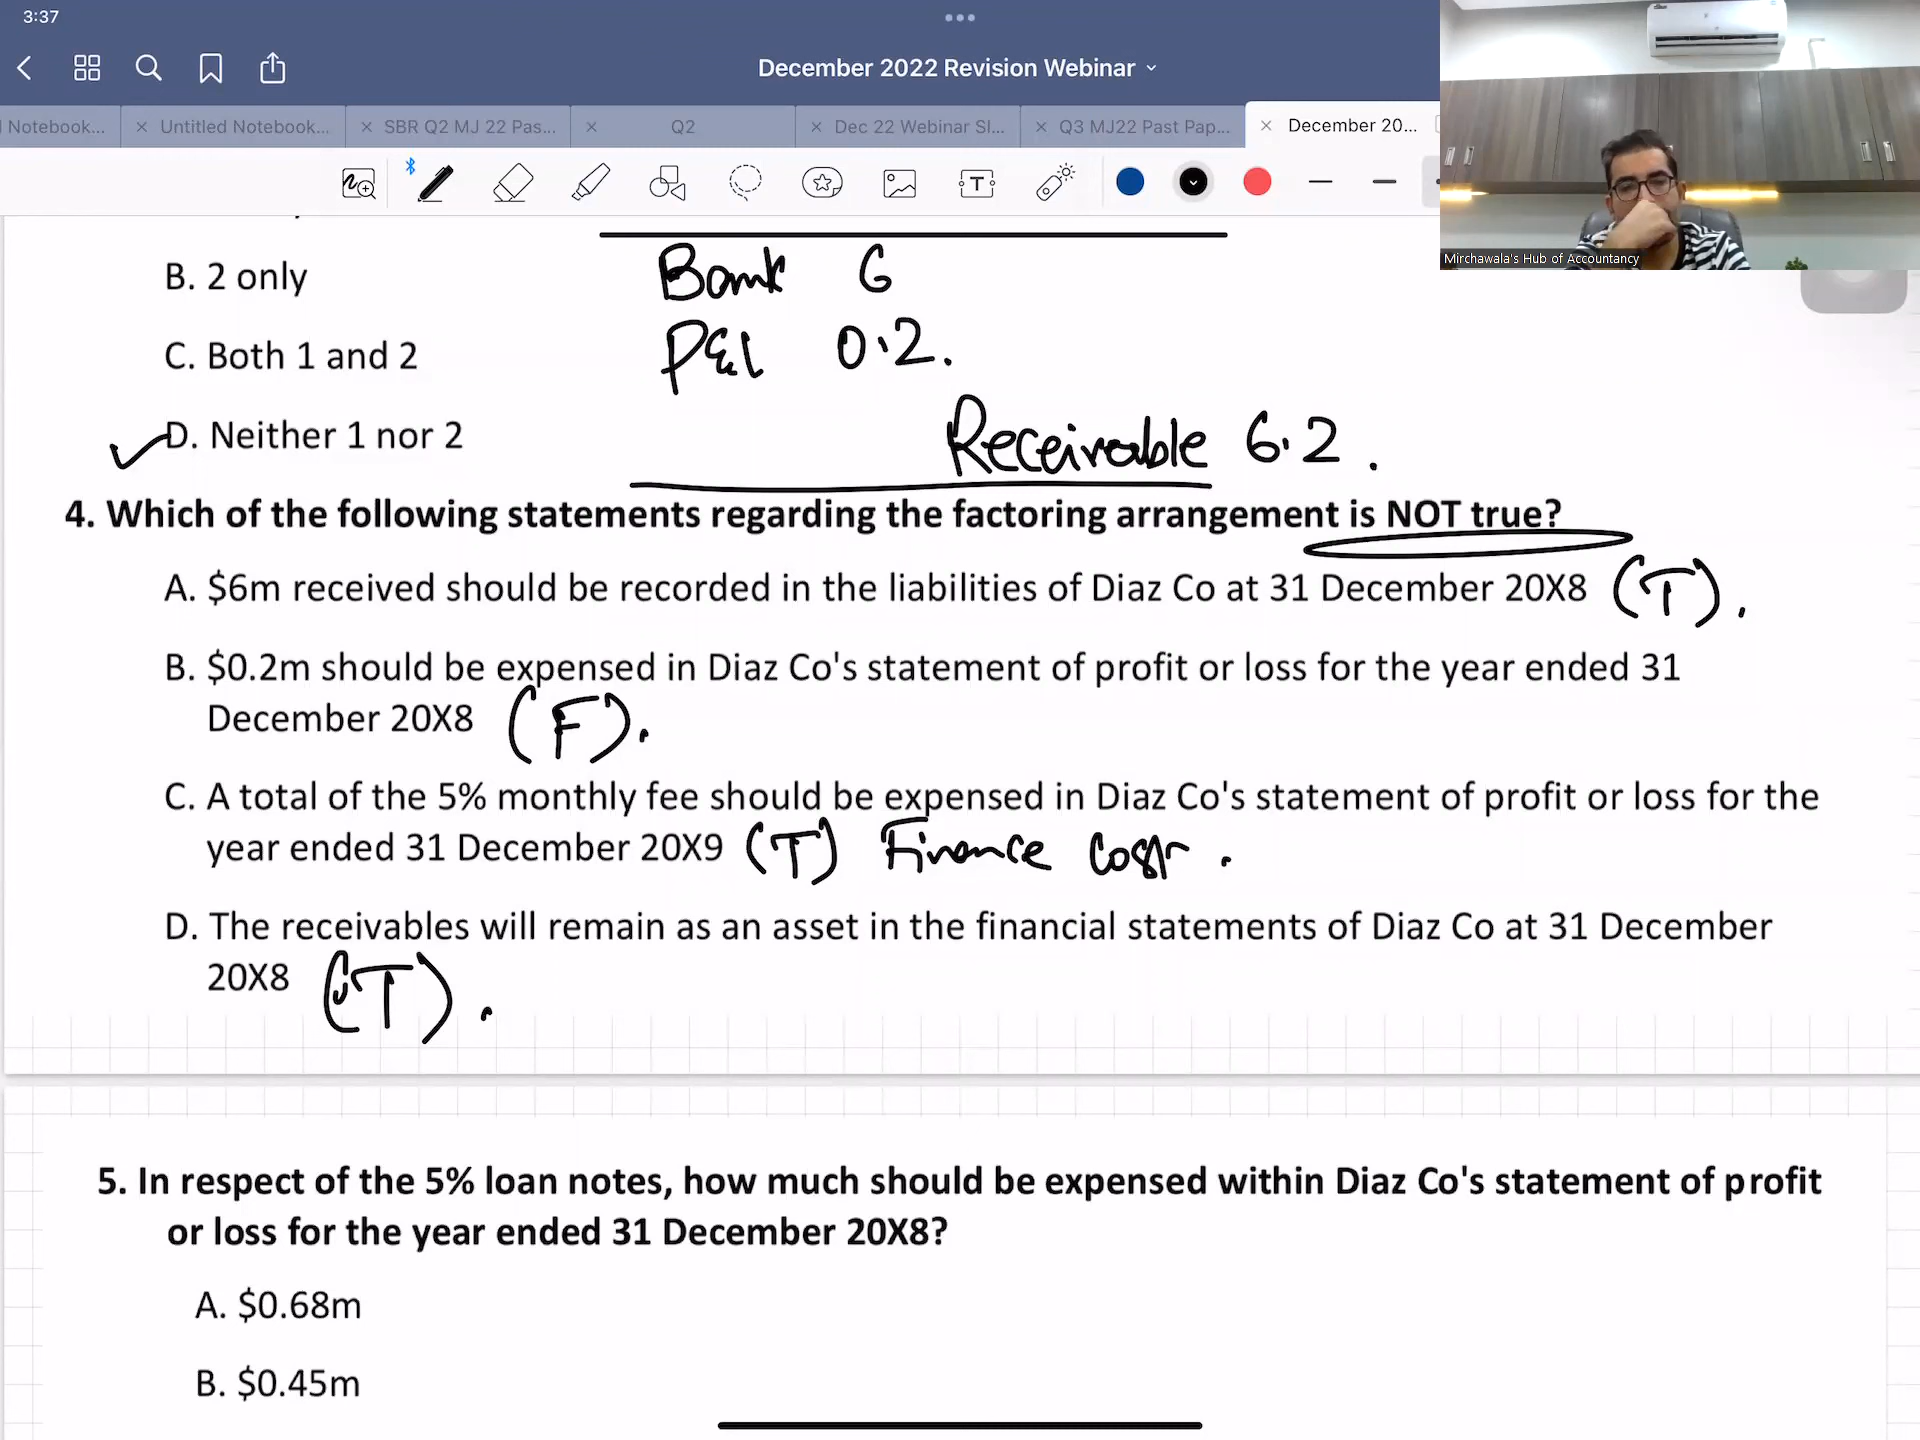 3:37
December 2022 Revision Webinar
l Notebook...
Untitled Notebook...
SBR Q2 MJ 22 Pas...
Q2
Dec 22 Webinar Sl...
Q3 MJ22 Past Pap...
December 20...
Mirchawala's Hub of Accountancy
B. 2 only
Bank 6
C. Both 1 and 2
P&L 0.2.
D. Neither 1 nor 2
Receivable 6.2.
4. Which of the following statements regarding the factoring arrangement is NOT true?
A. $6m received should be recorded in the liabilities of Diaz Co at 31 December 20X8 (T).
B. $0.2m should be expensed in Diaz Co's statement of profit or loss for the year ended 31
December 20X8 (F).
C. A total of the 5% monthly fee should be expensed in Diaz Co's statement of profit or loss for the
year ended 31 December 20X9 (T) Finance Cost.
D. The receivables will remain as an asset in the financial statements of Diaz Co at 31 December
20X8 (T).
5. In respect of the 5% loan notes, how much should be expensed within Diaz Co's statement of profit
or loss for the year ended 31 December 20X8?
A. $0.68m
B. $0.45m